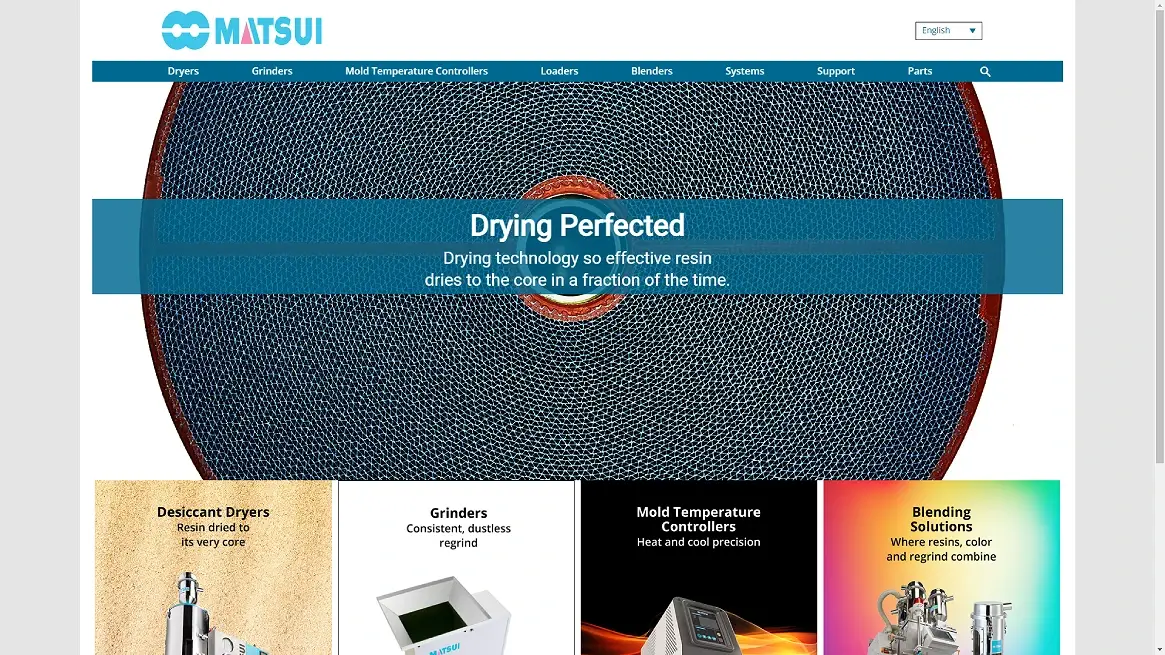 MATSUI
English
Dryers Grinders Mold Temperature Controllers Loaders Blenders Systems Support Parts
Drying Perfected
Drying technology so effective resin
dries to the core in a fraction of the time.
Desiccant Dryers
Resin dried to
its very core
Grinders
Consistent, dustless
regrind
MATSUI
Mold Temperature
Controllers
Heat and cool precision
Blending
Solutions
Where resins, color
and regrind combine